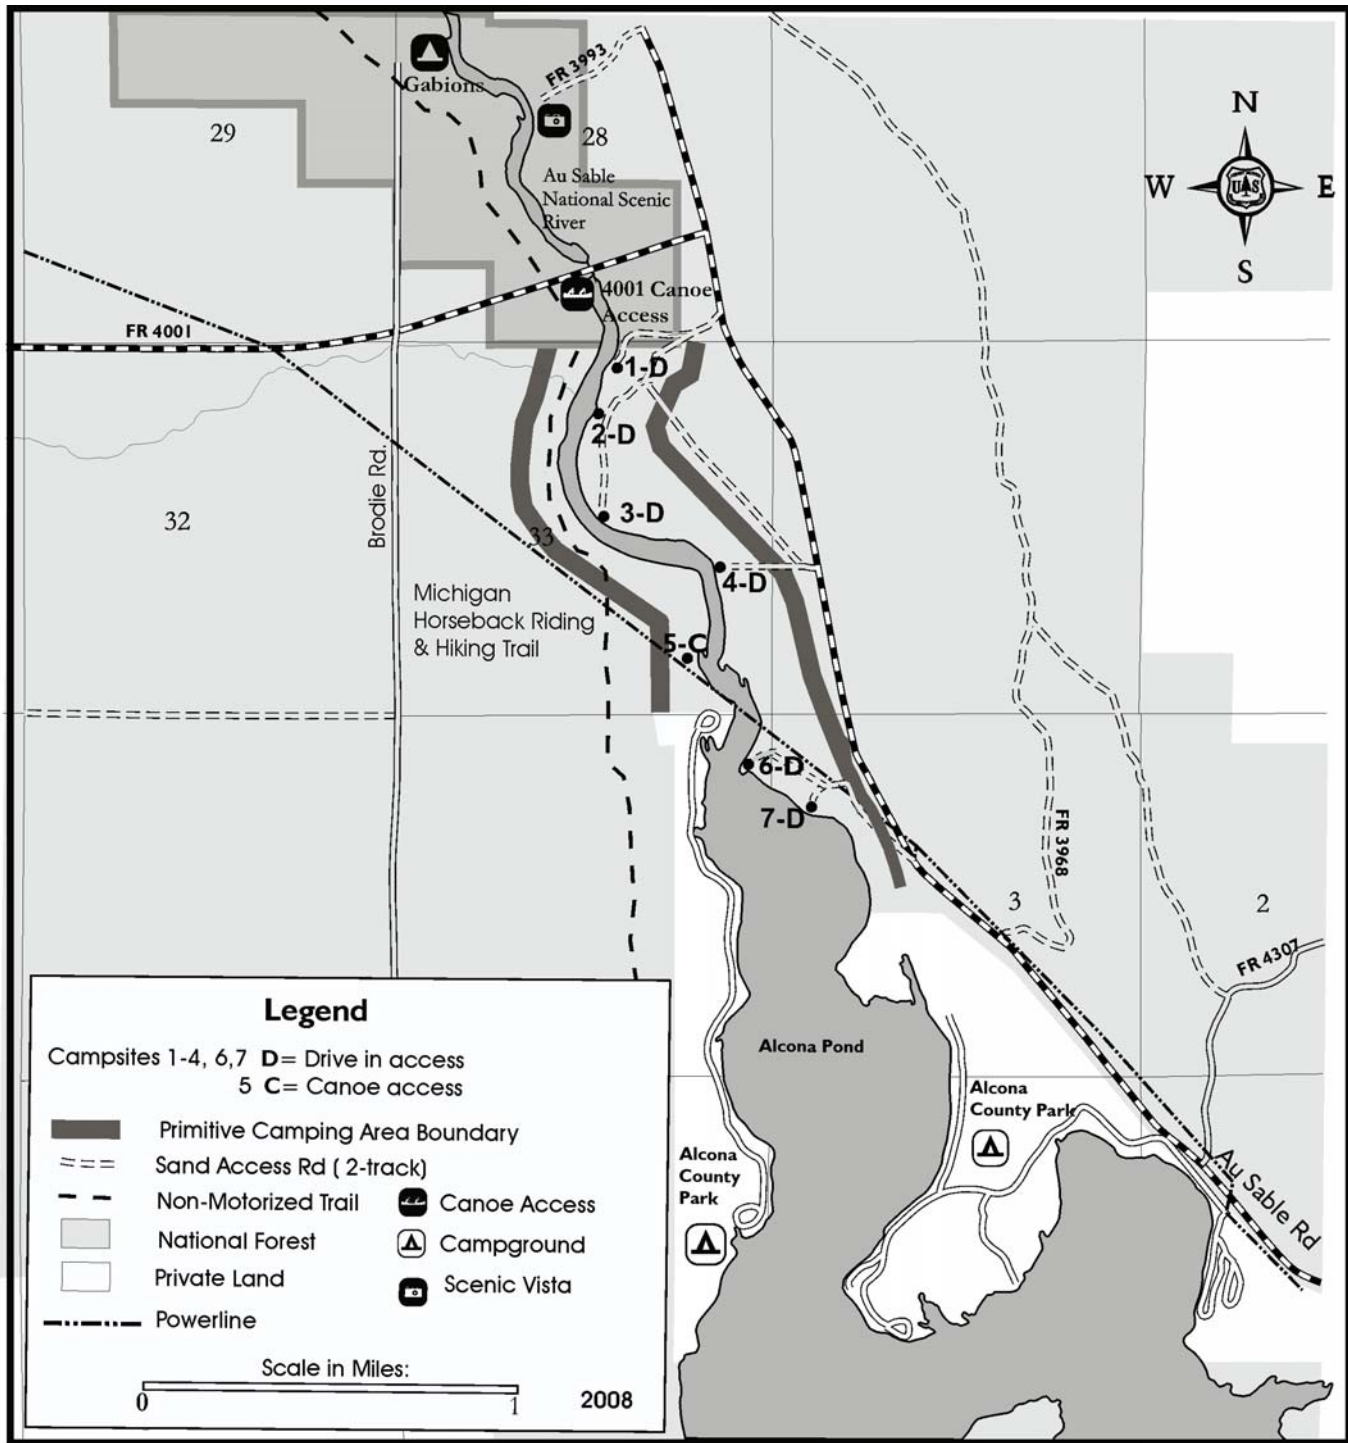 Gabions
FR 3993
29
28
N
W
US
E
S
Au Sable
National Scenic
River
4001 Canoe
Access
FR 4001
1-D
2-D
Brodie Rd.
32
3-D
33
4-D
Michigan
Horseback Riding
& Hiking Trail
5-C
6-D
7-D
FR 3968
3
2
FR 4307
Alcona Pond
Alcona
County Park
Alcona
County
Park
Au Sable Rd
Legend
Campsites 1-4, 6,7 D= Drive in access
5 C= Canoe access
Primitive Camping Area Boundary
Sand Access Rd ( 2-track)
Non-Motorized Trail
Canoe Access
National Forest
Campground
Private Land
Scenic Vista
Powerline
Scale in Miles:
0 1
2008